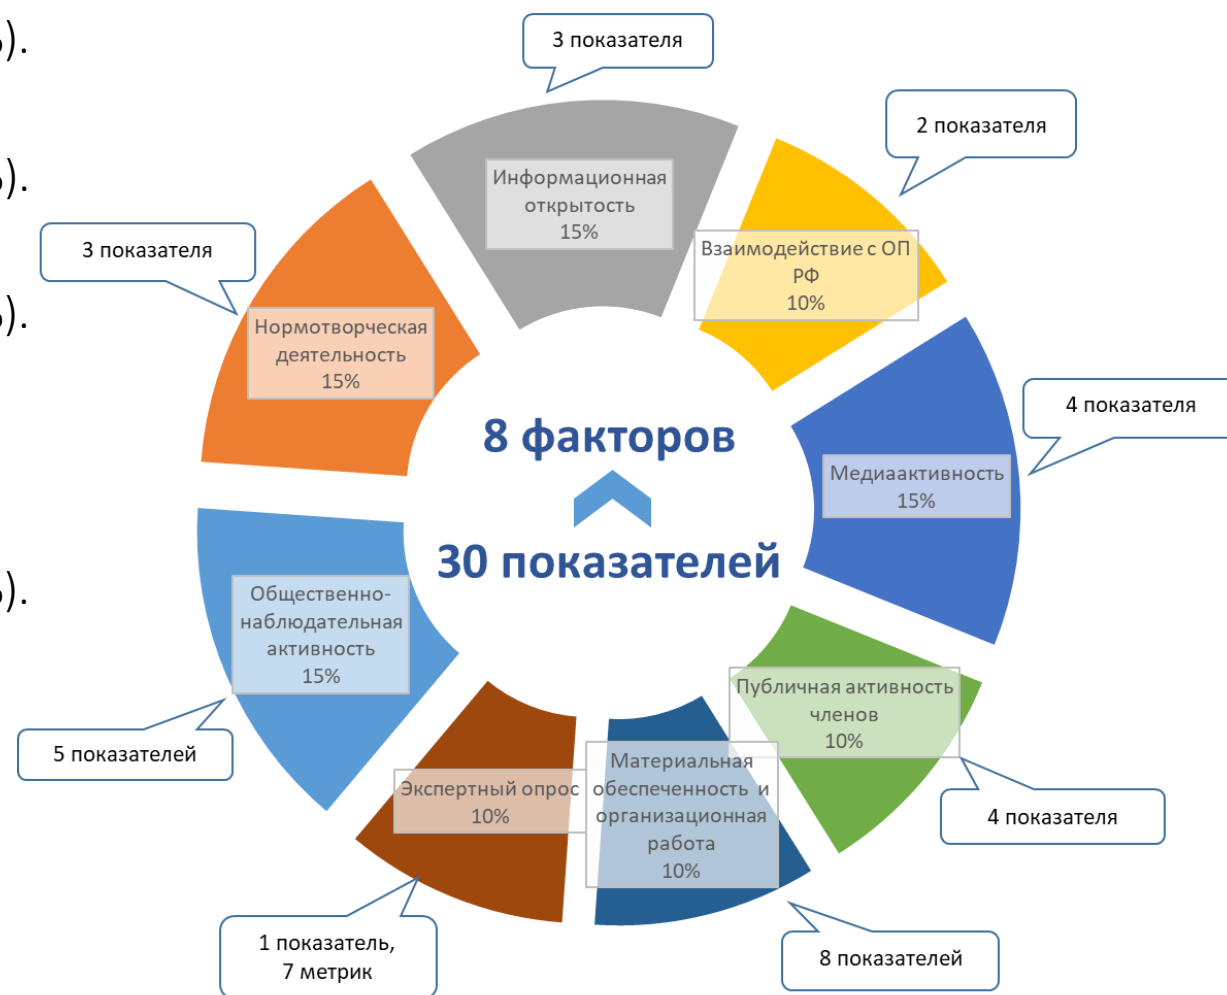 ).
).
).
).
3 показателя
2 показателя
Информационная
открытость
15%
3 показателя
Взаимодействие с ОП
РФ
10%
Нормотворческая
деятельность
15%
4 показателя
8 факторов
Медиаактивность
15%
30 показателей
Общественно-
наблюдательная
активность
15%
Публичная активность
членов
10%
5 показателей
Экспертный опрос
10%
Материальная
обеспеченность и
организационная
работа
10%
4 показателя
1 показатель,
7 метрик
8 показателей